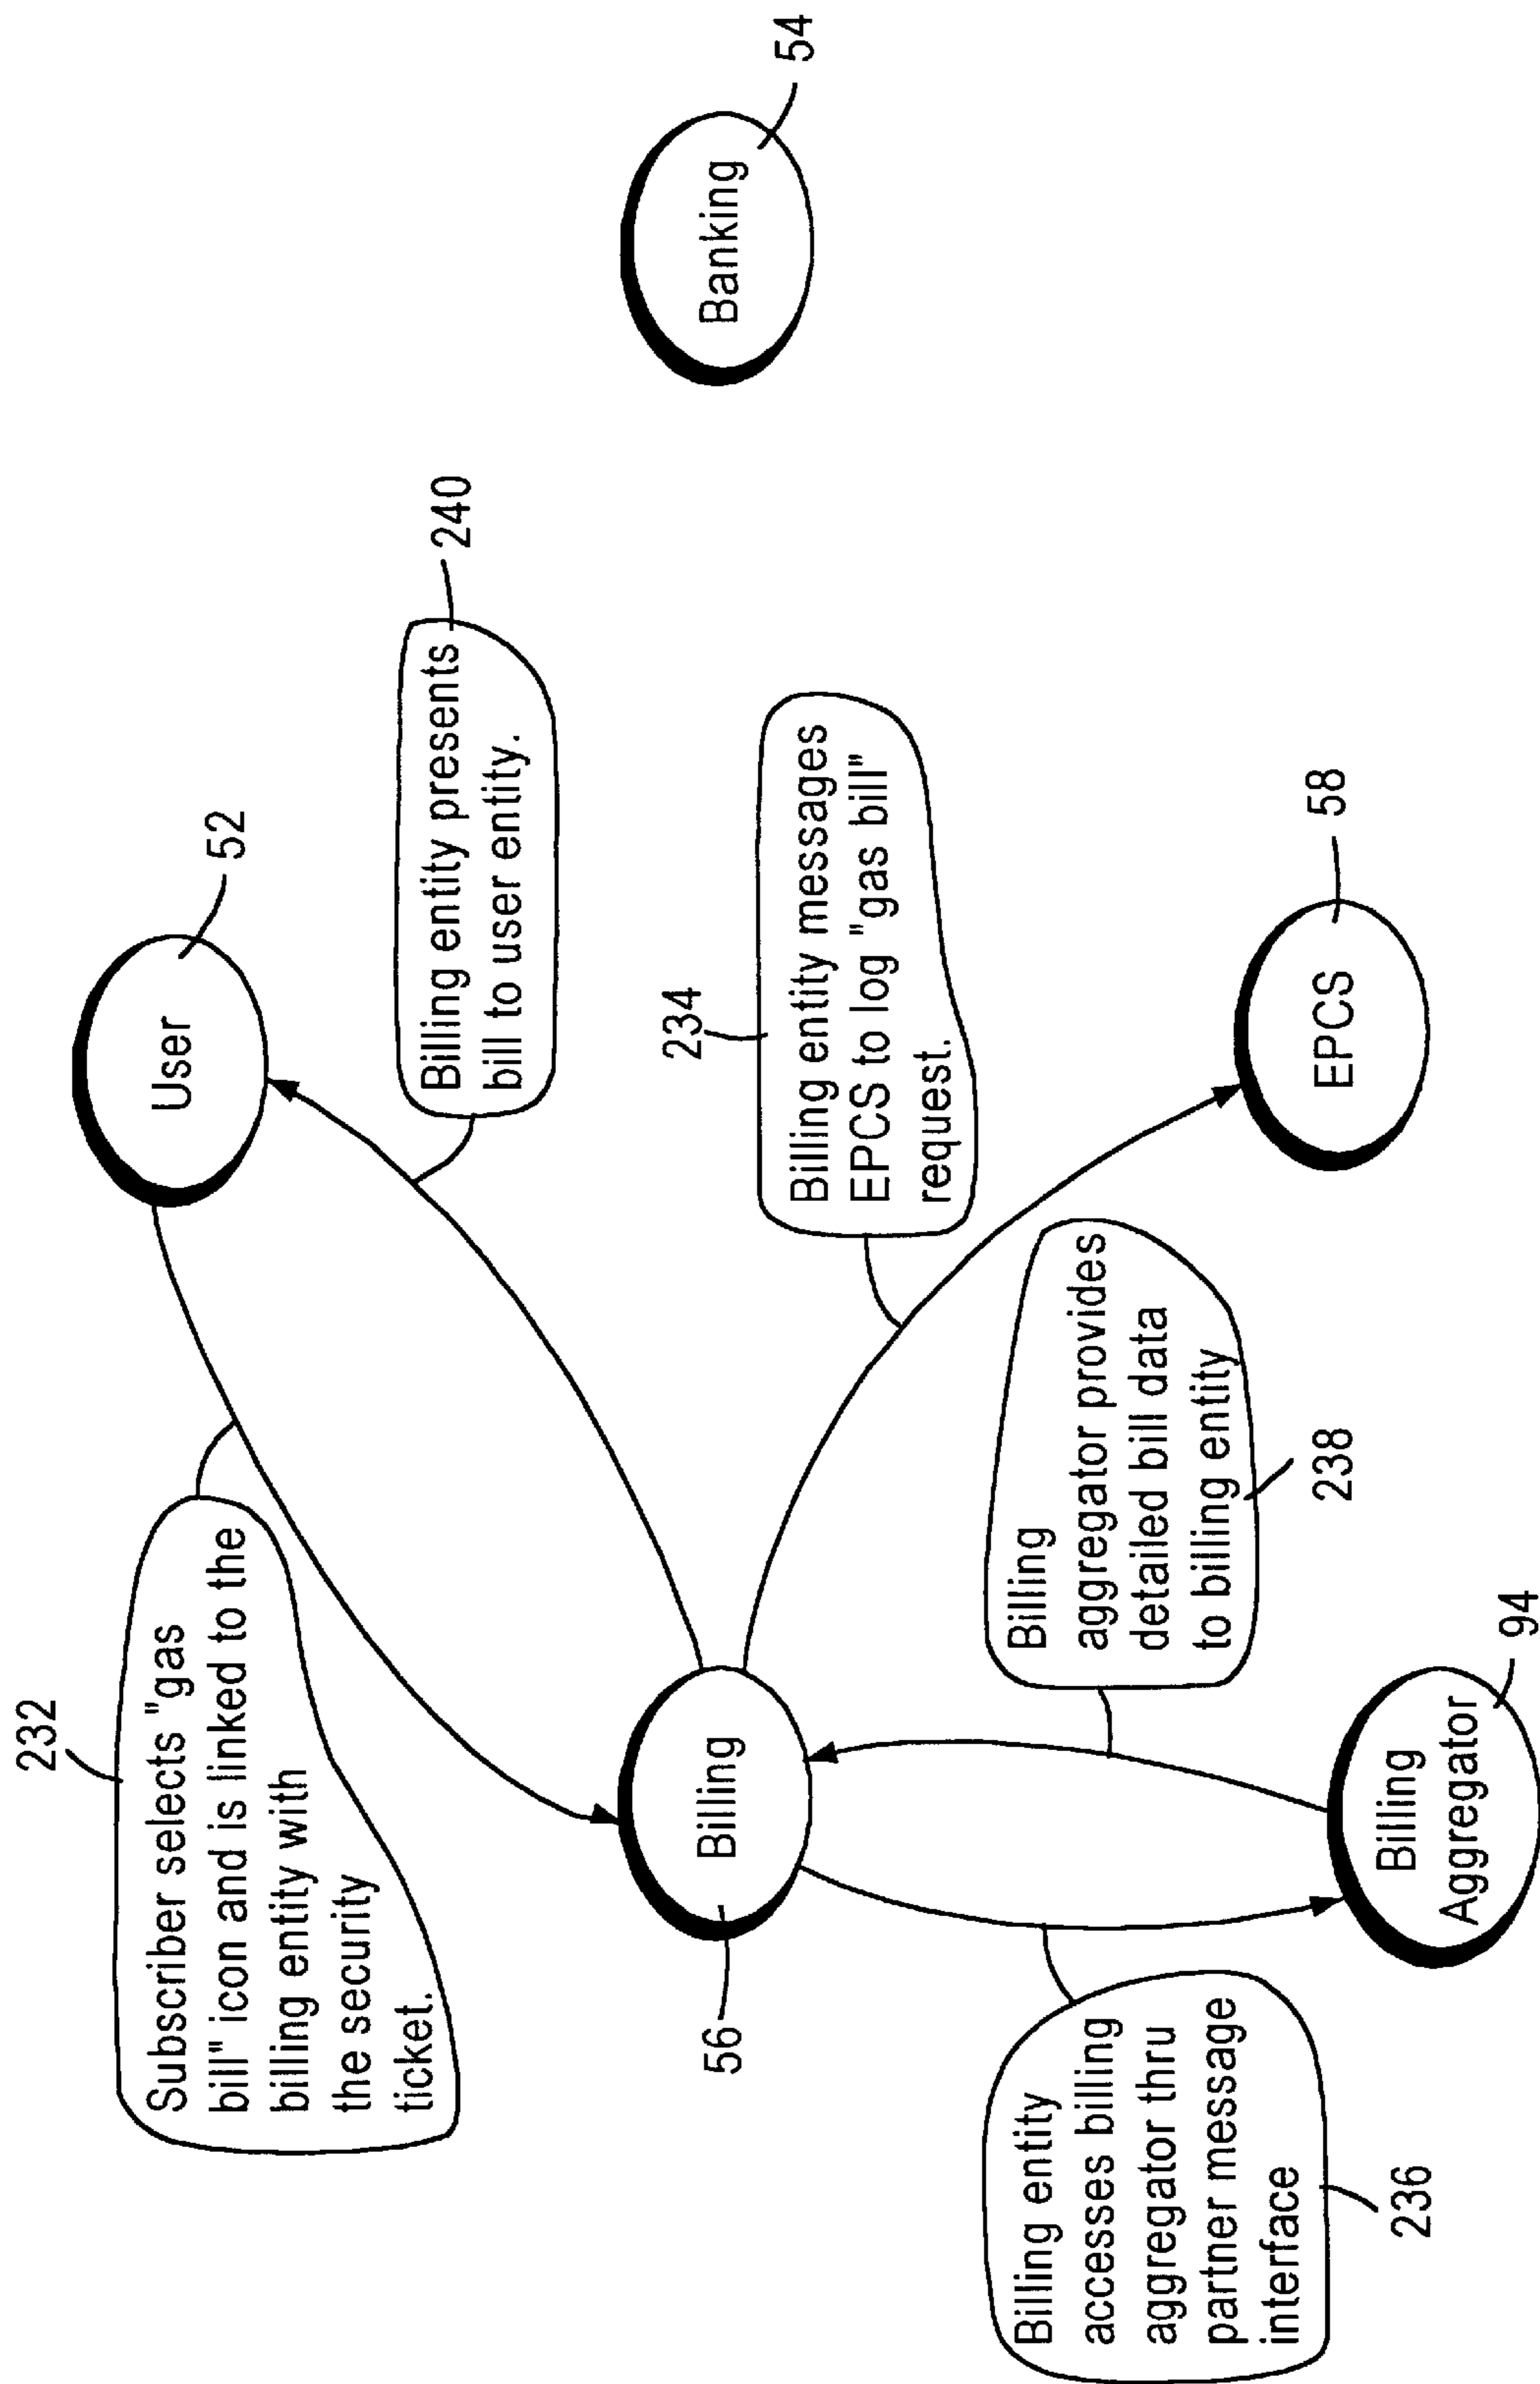 232
Subscriber selects "gas
bill" icon and is linked to the
billing entity with
the security
ticket.
User
52
Billing entity presents
bill to user entity.
240
Billing
56
Banking
54
234
Billing entity messages
EPCS to log "gas bill"
request.
Billing entity
accesses billing
aggregator thru
partner message
interface
236
Billing
aggregator provides
detailed bill data
to billing entity
238
EPCS
58
Billing
Aggregator
94